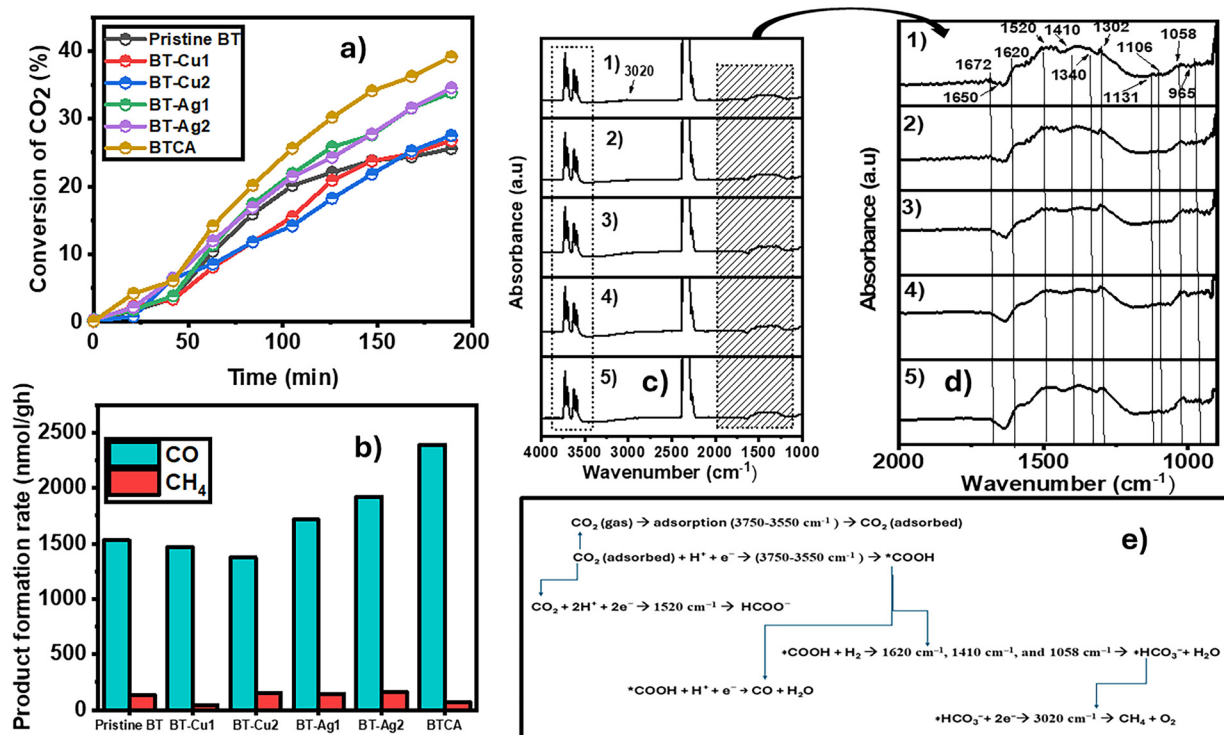 a)
Pristine BT
BT-Cu1
BT-Cu2
BT-Ag1
BT-Ag2
BTCA
Conversion of CO₂ (%)
40
30
20
10
0
0 50 100 150 200
Time (min)
b)
CO
CH₄
Product formation rate (nmol/gh)
2500
2000
1500
1000
500
0
Pristine BT BT-Cu1 BT-Cu2 BT-Ag1 BT-Ag2 BTCA
1)
3020
2)
3)
4)
5)
c)
Absorbance (a.u)
4000 3500 3000 2500 2000 1500 1000
Wavenumber (cm⁻¹)
1)
1520 1410 1302
1672 1620 1106 1058
1650 1340 1131 965
2)
3)
4)
5)
d)
Absorbance (a.u)
2000 1500 1000
Wavenumber (cm⁻¹)
e)
CO₂ (gas) → adsorption (3750-3550 cm⁻¹) → CO₂ (adsorbed)
CO₂ (adsorbed) + H⁺ + e⁻ → (3750-3550 cm⁻¹) → *COOH
CO₂ + 2H⁺ + 2e⁻ → 1520 cm⁻¹ → HCOO⁻
*COOH + H₂ → 1620 cm⁻¹, 1410 cm⁻¹, and 1058 cm⁻¹ → *HCO₃⁻ + H₂O
*COOH + H⁺ + e⁻ → CO + H₂O
*HCO₃⁻ + 2e⁻ → 3020 cm⁻¹ → CH₄ + O₂